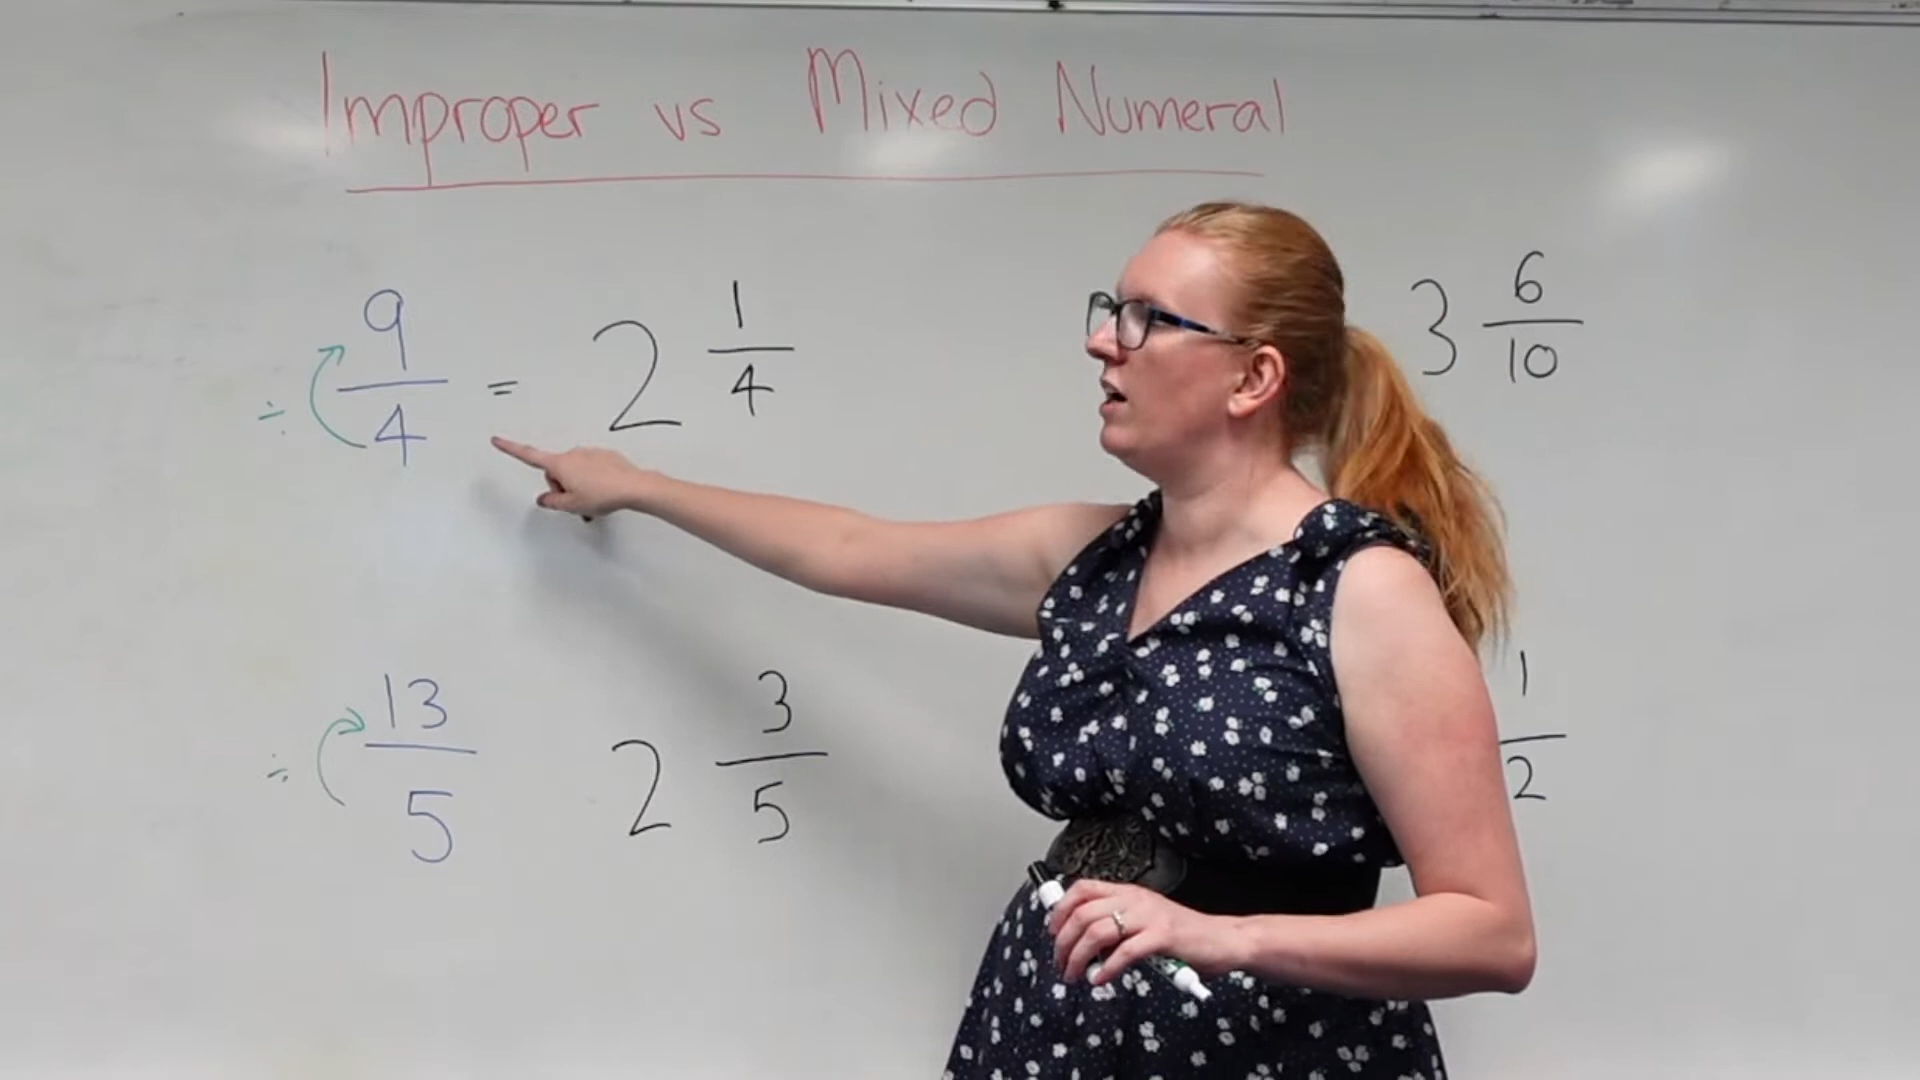 Improper vs Mixed Numeral
÷ 9/4 = 2 1/4
3 6/10
÷ 13/5 2 3/5
1/2